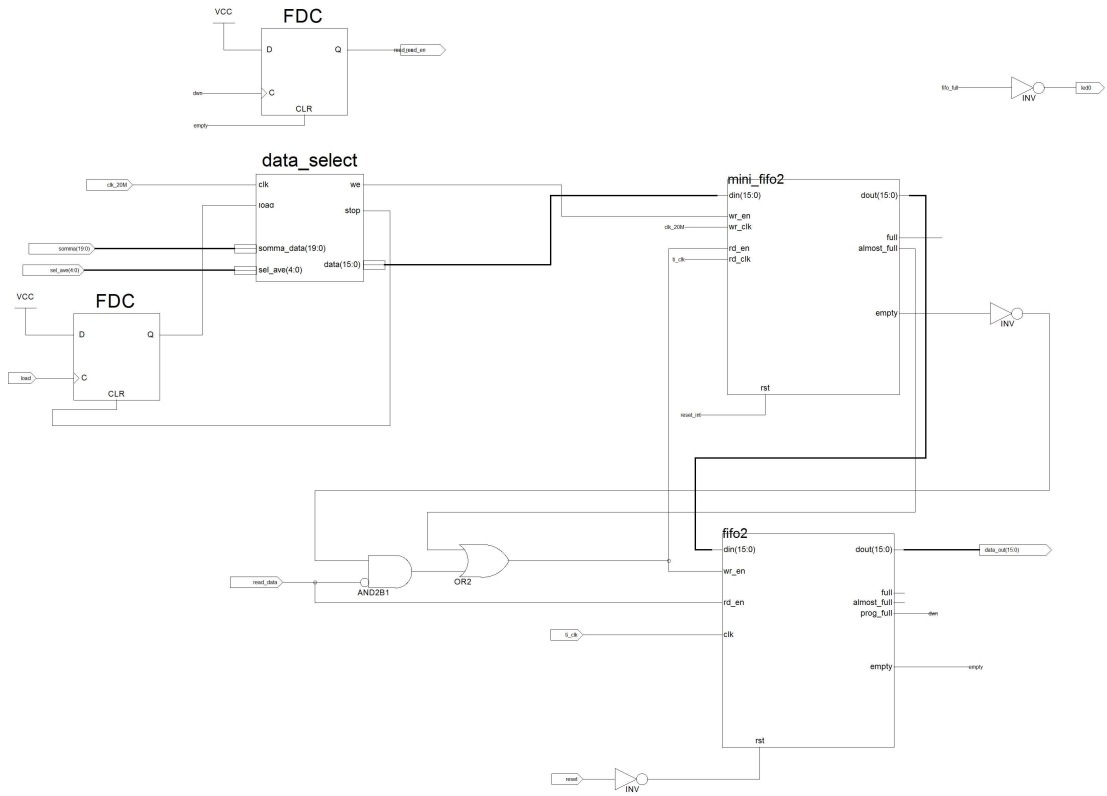 VCC
FDC
D
Q
C
CLR
dwn
empty
fifo_full
INV
led0
data_select
clk_20M
clk
we
load
stop
somma(19:0)
somma_data(19:0)
sel_ave(4:0)
sel_ave(4:0)
data(15:0)
VCC
FDC
D
Q
load
C
CLR
mini_fifo2
din(15:0)
dout(15:0)
wr_en
clk_20M
wr_clk
full
rd_en
almost_full
ti_clk
rd_clk
empty
INV
rst
reset_int
fifo2
din(15:0)
dout(15:0)
data_out(15:0)
wr_en
AND2B1
OR2
read_data
rd_en
full
almost_full
prog_full
dwn
ti_clk
clk
empty
empty
rst
reset
INV